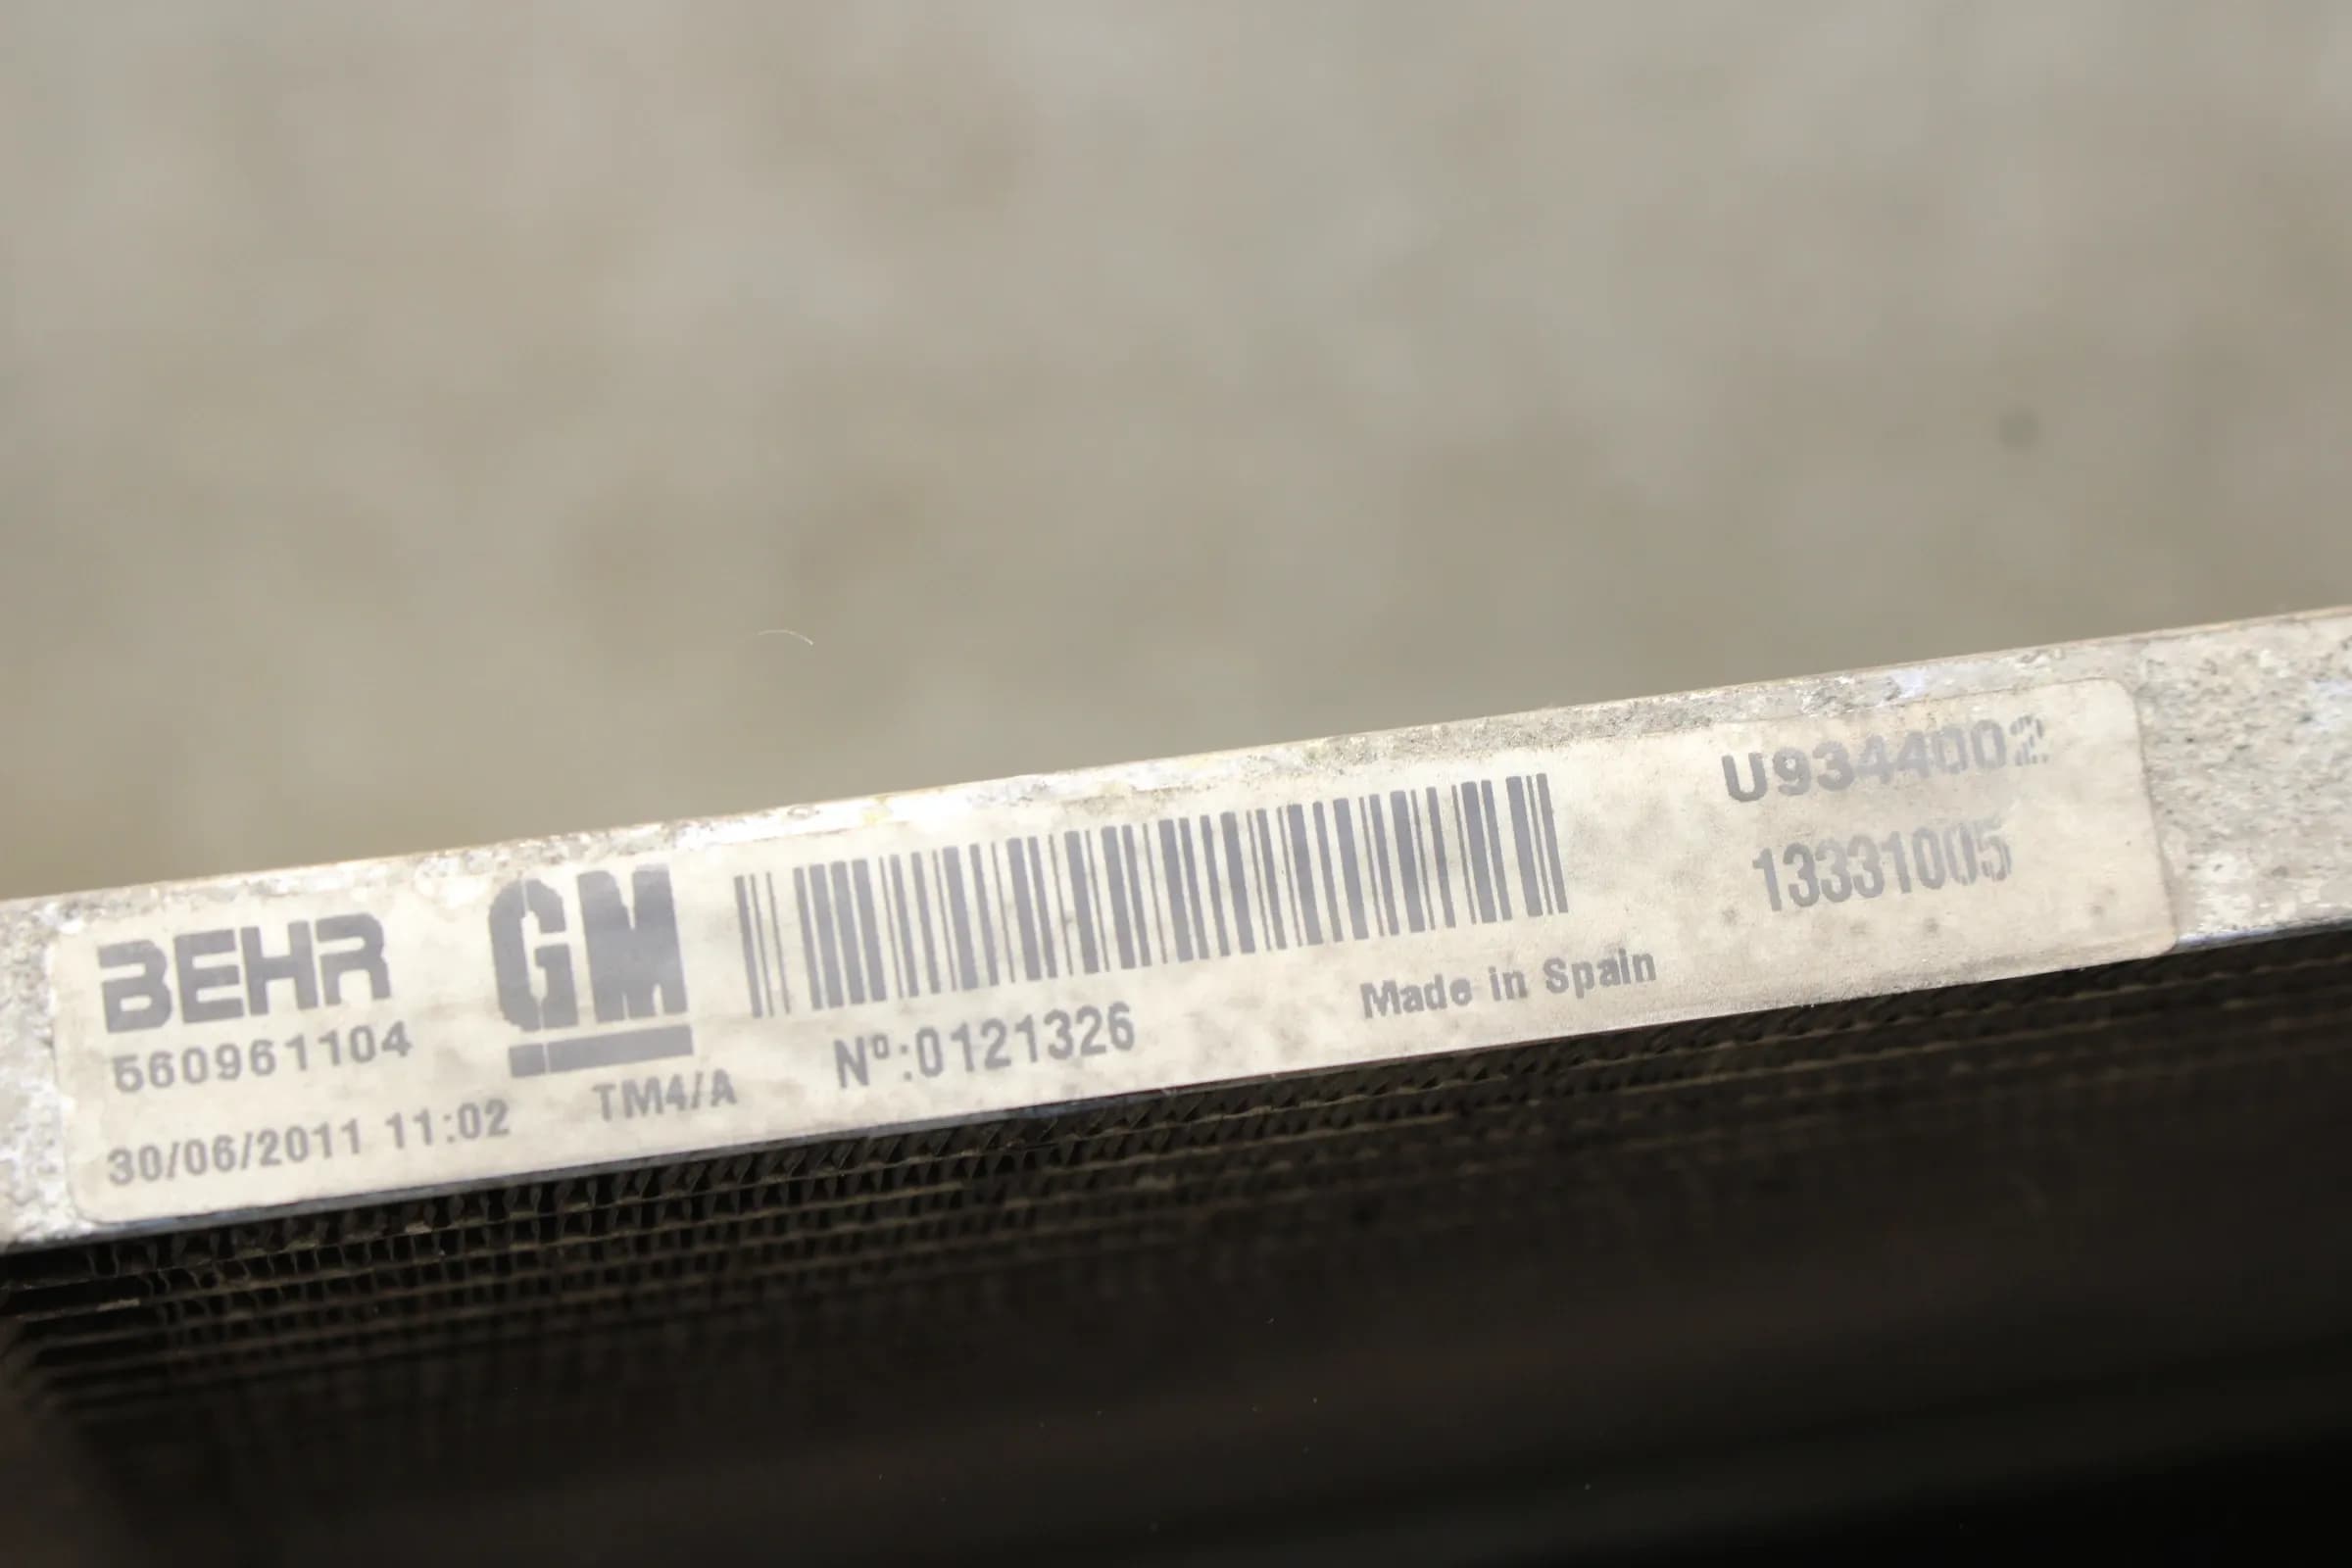 BEHR
560961104
30/06/2011 11:02
GM
TM4/A
Nº:0121326
Made in Spain
U9344002
13331005